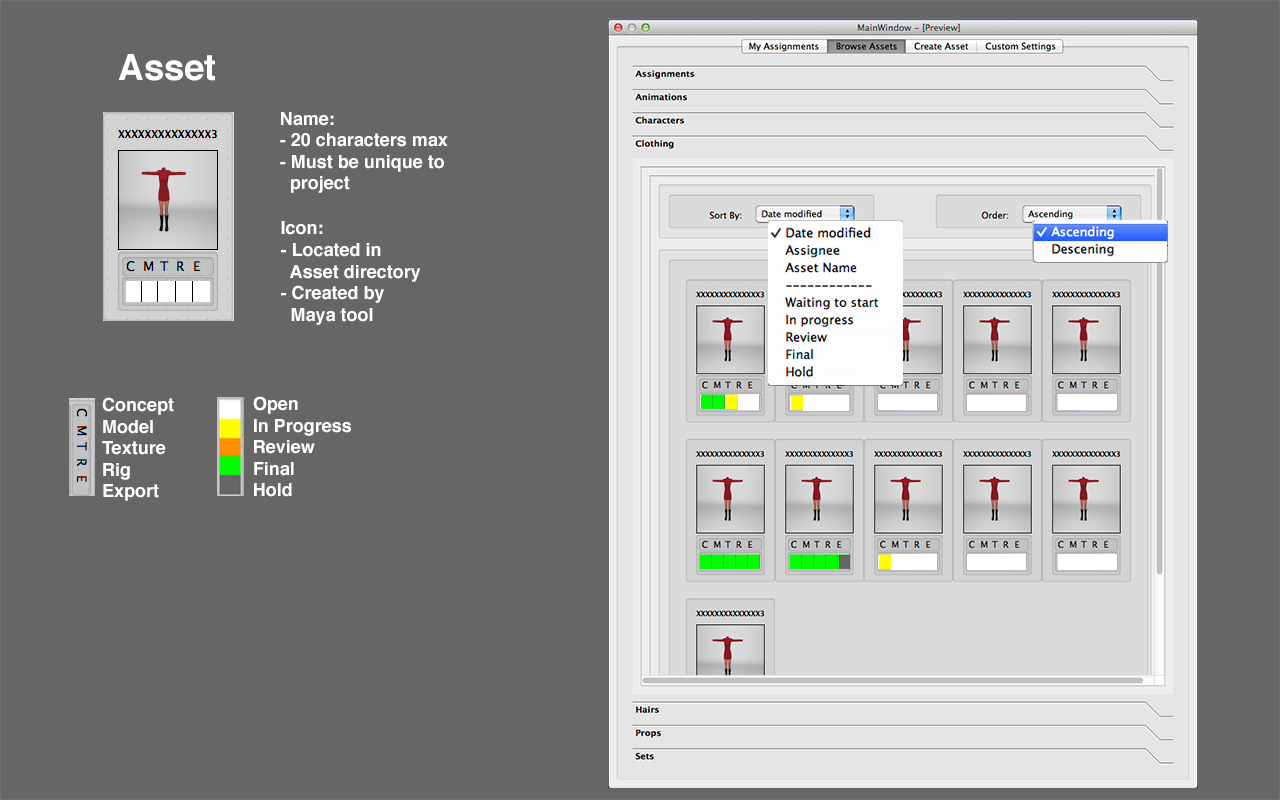 Asset
XXXXXXXXXXXXXX3
C M T R E
Name:
- 20 characters max
- Must be unique to
project
Icon:
- Located in
Asset directory
- Created by
Maya tool
C M T R E
Concept
Model
Texture
Rig
Export
Open
In Progress
Review
Final
Hold
MainWindow - [Preview]
My Assignments
Browse Assets
Create Asset
Custom Settings
Assignments
Animations
Characters
Clothing
Sort By:
Date modified
Order:
Ascending
✓ Date modified
Assignee
Asset Name
------------
Waiting to start
In progress
Review
Final
Hold
✓ Ascending
Descening
XXXXXXXXXXXXXX3
XXXXXXXXXXXXXX3
XXXXXXXXXXXXXX3
C M T R E
C M T R E
C M T R E
C M T R E
C M T R E
XXXXXXXXXXXXXX3
XXXXXXXXXXXXXX3
XXXXXXXXXXXXXX3
XXXXXXXXXXXXXX3
XXXXXXXXXXXXXX3
C M T R E
C M T R E
C M T R E
C M T R E
C M T R E
XXXXXXXXXXXXXX3
Hairs
Props
Sets